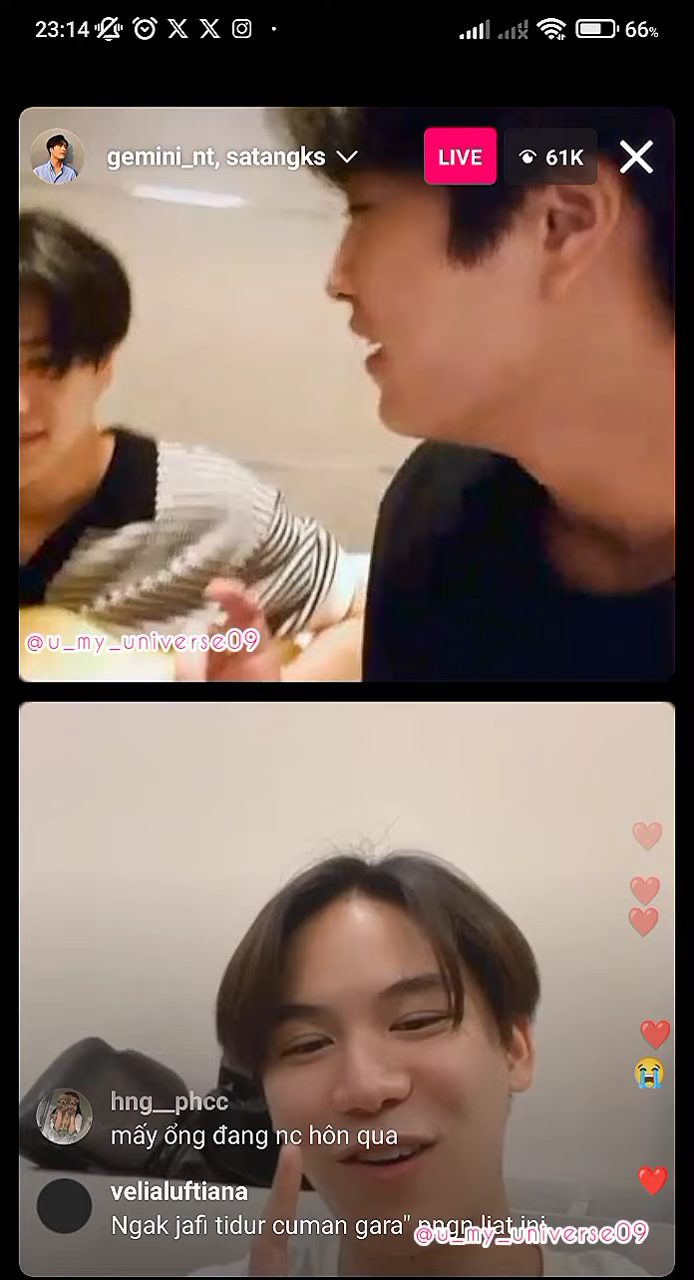 23:14
66%
gemini_nt, satangks
LIVE
61K
@u_my_universe09
hng__phcc
mấy ổng đang nc hôn qua
velialuftiana
Ngak jafi tidur cuman gara" pngn liat ini
@u_my_universe09